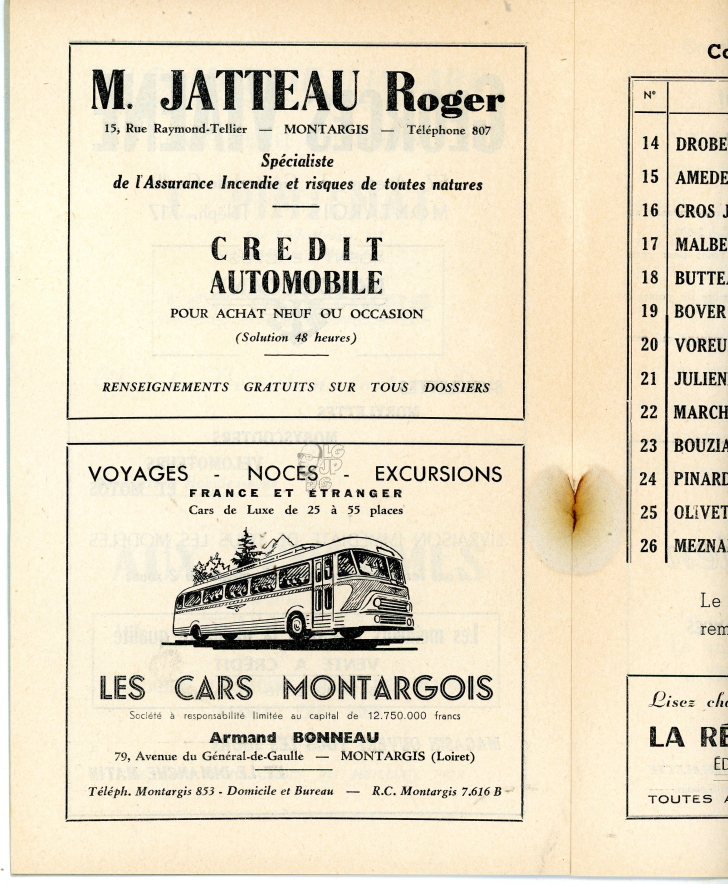 M. JATTEAU Roger
15, Rue Raymond-Tellier — MONTARGIS — Téléphone 807
Spécialiste
de l'Assurance Incendie et risques de toutes natures
CREDIT
AUTOMOBILE
POUR ACHAT NEUF OU OCCASION
(Solution 48 heures)
RENSEIGNEMENTS GRATUITS SUR TOUS DOSSIERS
VOYAGES - NOCES - EXCURSIONS
FRANCE ET ÉTRANGER
Cars de Luxe de 25 à 55 places
LES CARS MONTARGOIS
Société à responsabilité limitée au capital de 12.750.000 francs
Armand BONNEAU
79, Avenue du Général-de-Gaulle — MONTARGIS (Loiret)
Téléph. Montargis 853 - Domicile et Bureau — R.C. Montargis 7.616 B
Co
N°
14 DROBE
15 AMEDE
16 CROS J
17 MALBE
18 BUTTE
19 BOVER
20 VOREU
21 JULIEN
22 MARCH
23 BOUZIA
24 PINARD
25 OLIVET
26 MEZNA
Le
rem
Lisez cha
LA RÉ
ÉD
TOUTES A